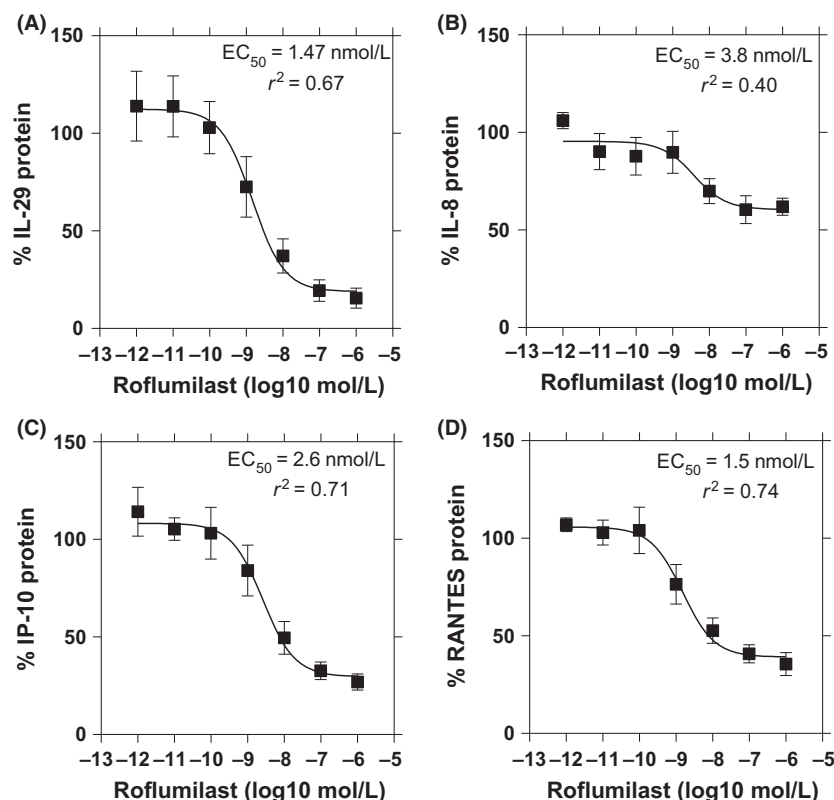 (A)
EC50 = 1.47 nmol/L
r2 = 0.67
150
100
50
0
% IL-29 protein
–13 –12 –11 –10 –9 –8 –7 –6 –5
Roflumilast (log10 mol/L)
(B)
EC50 = 3.8 nmol/L
r2 = 0.40
150
100
50
0
% IL-8 protein
–13 –12 –11 –10 –9 –8 –7 –6 –5
Roflumilast (log10 mol/L)
(C)
EC50 = 2.6 nmol/L
r2 = 0.71
150
100
50
0
% IP-10 protein
–13 –12 –11 –10 –9 –8 –7 –6 –5
Roflumilast (log10 mol/L)
(D)
EC50 = 1.5 nmol/L
r2 = 0.74
150
100
50
0
% RANTES protein
–13 –12 –11 –10 –9 –8 –7 –6 –5
Roflumilast (log10 mol/L)